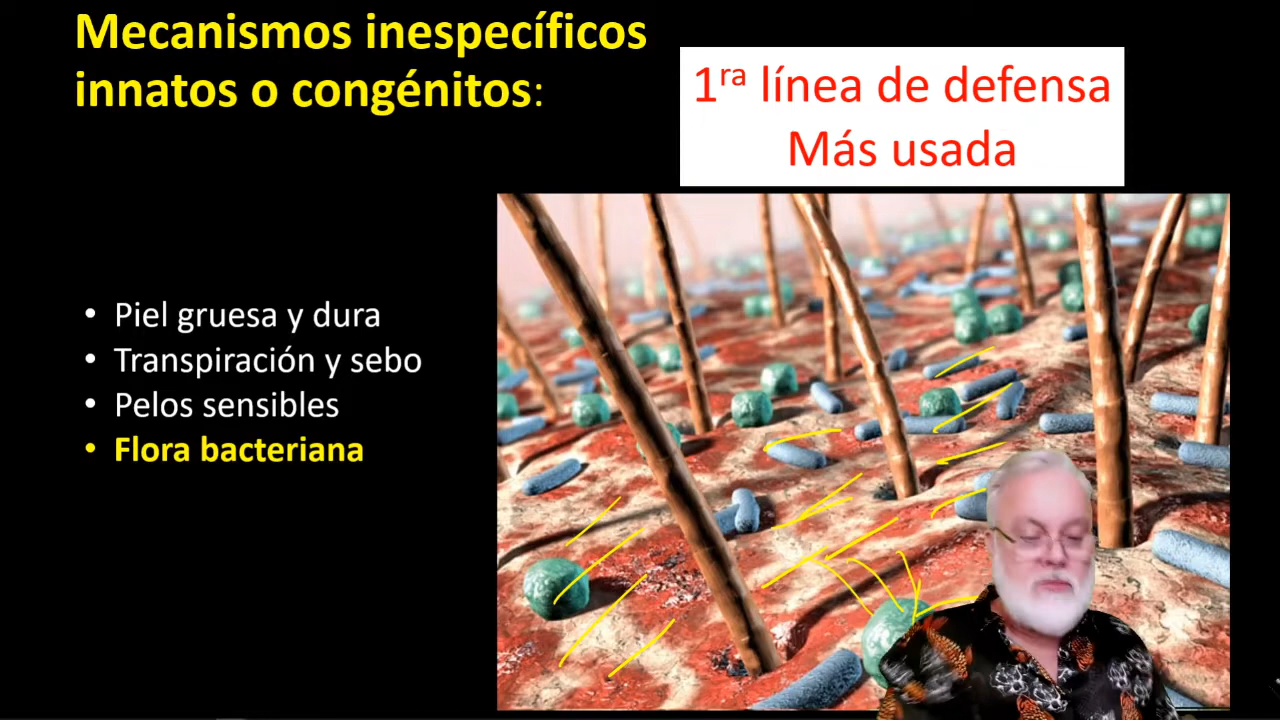 Mecanismos inespecíficos
innatos o congénitos:
1ra línea de defensa
Más usada
• Piel gruesa y dura
• Transpiración y sebo
• Pelos sensibles
• Flora bacteriana